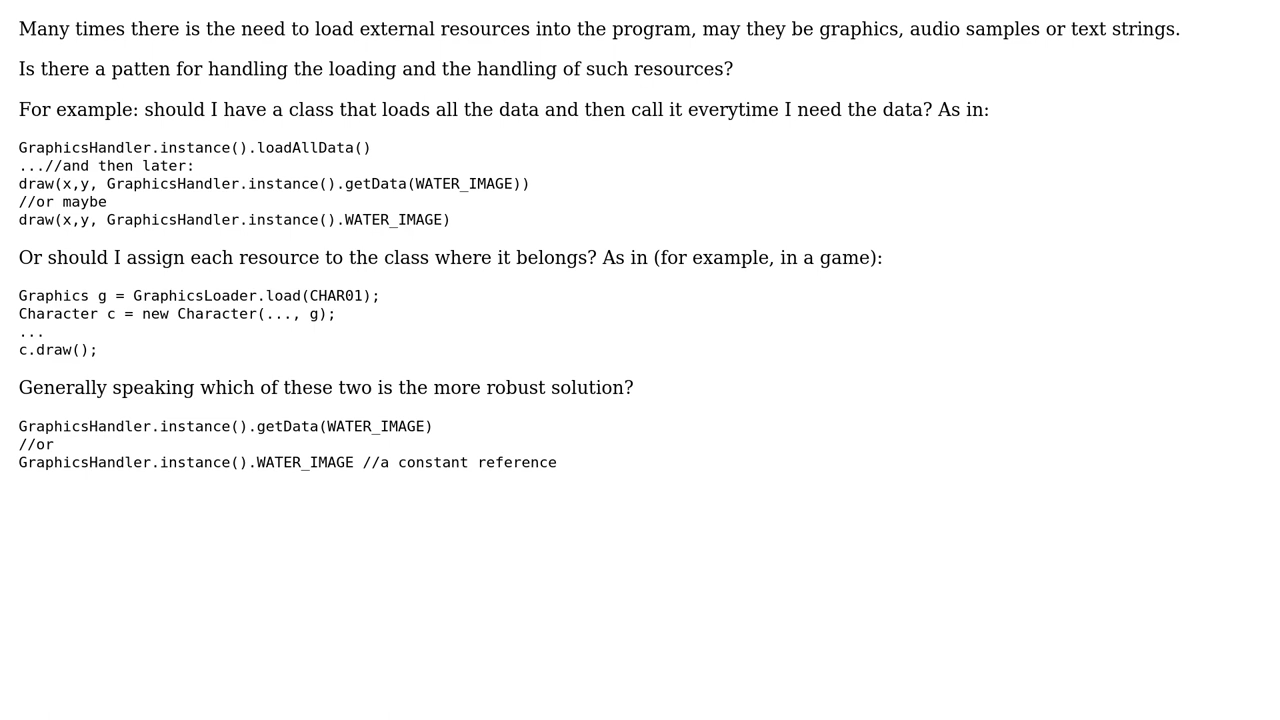 Many times there is the need to load external resources into the program, may they be graphics, audio samples or text strings.
Is there a patten for handling the loading and the handling of such resources?
For example: should I have a class that loads all the data and then call it everytime I need the data? As in:
GraphicsHandler.instance().loadAllData()
...//and then later:
draw(x,y, GraphicsHandler.instance().getData(WATER_IMAGE))
//or maybe
draw(x,y, GraphicsHandler.instance().WATER_IMAGE)
Or should I assign each resource to the class where it belongs? As in (for example, in a game):
Graphics g = GraphicsLoader.load(CHAR01);
Character c = new Character(..., g);
...
c.draw();
Generally speaking which of these two is the more robust solution?
GraphicsHandler.instance().getData(WATER_IMAGE)
//or
GraphicsHandler.instance().WATER_IMAGE //a constant reference